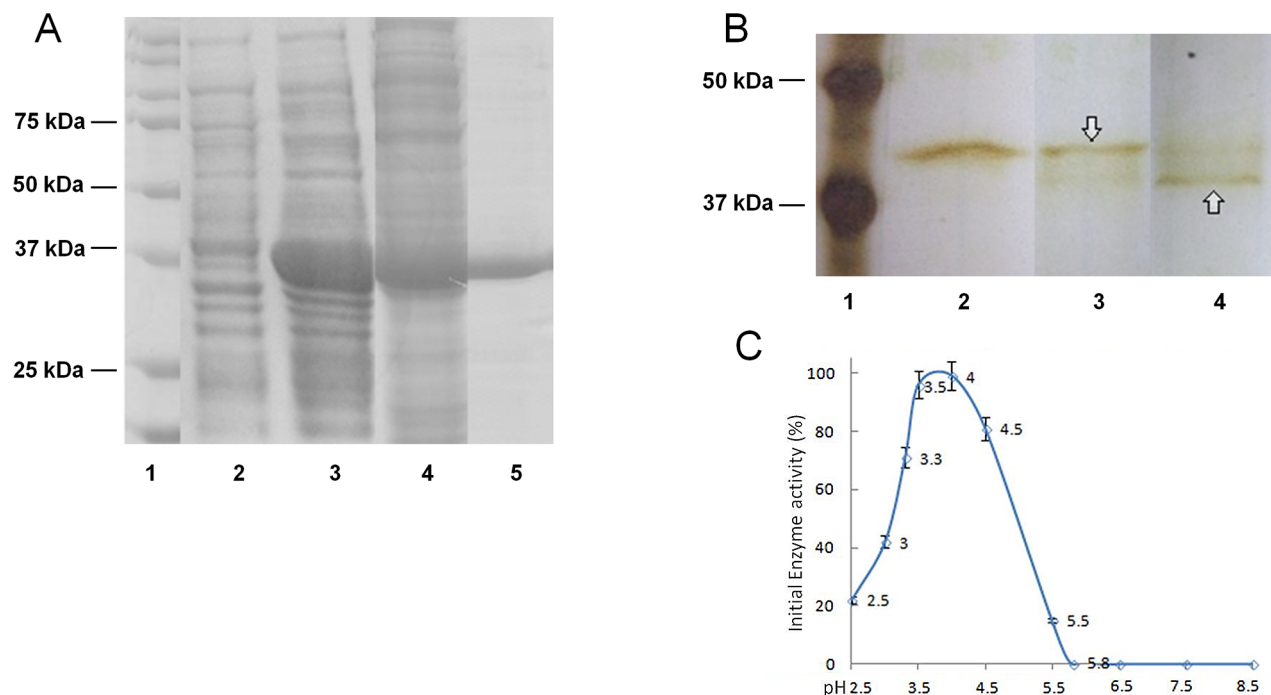 A
75 kDa
50 kDa
37 kDa
25 kDa
1 2 3 4 5
B
50 kDa
37 kDa
1 2 3 4
C
Initial Enzyme activity (%)
100
80
60
40
20
0
2.5
3
3.3
3.5
4
4.5
5.5
5.8
pH 2.5 3.5 4.5 5.5 6.5 7.5 8.5